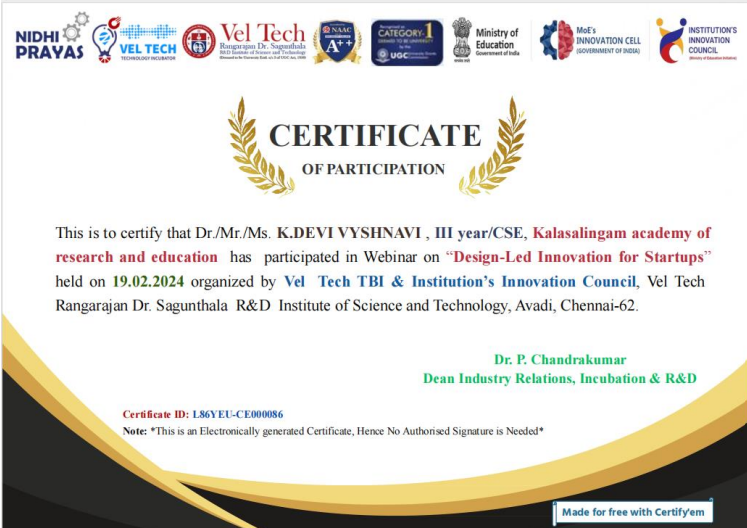 NIDHI PRAYAS
VEL TECH
TECHNOLOGY INCUBATOR
Vel Tech
Rangarajan Dr. Sagunthala
R&D Institute of Science and Technology
NAAC
A++
CATEGORY-1
UGC
Ministry of
Education
Government of India
MoE's
INNOVATION CELL
(GOVERNMENT OF INDIA)
INSTITUTION'S
INNOVATION
COUNCIL
(Ministry of Education Initiative)
CERTIFICATE
OF PARTICIPATION
This is to certify that Dr./Mr./Ms. K.DEVI VYSHNAVI , III year/CSE, Kalasalingam academy of
research and education has participated in Webinar on “Design-Led Innovation for Startups”
held on 19.02.2024 organized by Vel Tech TBI & Institution’s Innovation Council, Vel Tech
Rangarajan Dr. Sagunthala R&D Institute of Science and Technology, Avadi, Chennai-62.
Dr. P. Chandrakumar
Dean Industry Relations, Incubation & R&D
Certificate ID: L86YEU-CE000086
Note: *This is an Electronically generated Certificate, Hence No Authorised Signature is Needed*
Made for free with Certify'em